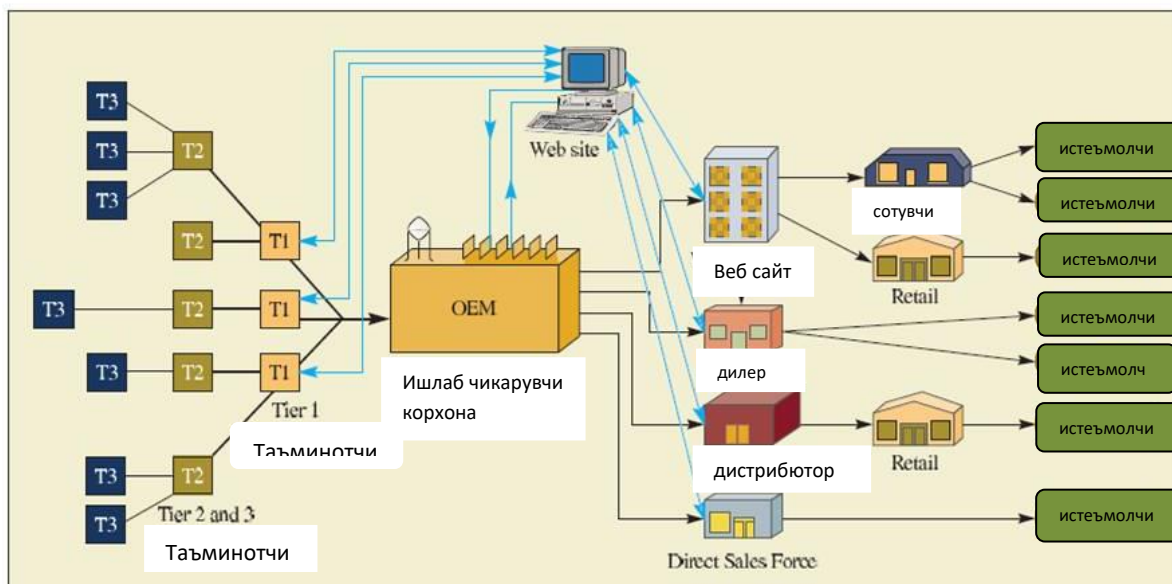 T3
T3
T2
T3
T2
T1
T3
T2
T1
T3
T2
T1
Tier 1
Таъминотчи
T3
T2
T3
Tier 2 and 3
Таъминотчи
Web site
OEM
Ишлаб чикарувчи
корхона
Веб сайт
дилер
дистрибютор
Direct Sales Force
сотувчи
Retail
Retail
истеъмолчи
истеъмолчи
истеъмолчи
истеъмолчи
истеъмолч
истеъмолчи
истеъмолчи